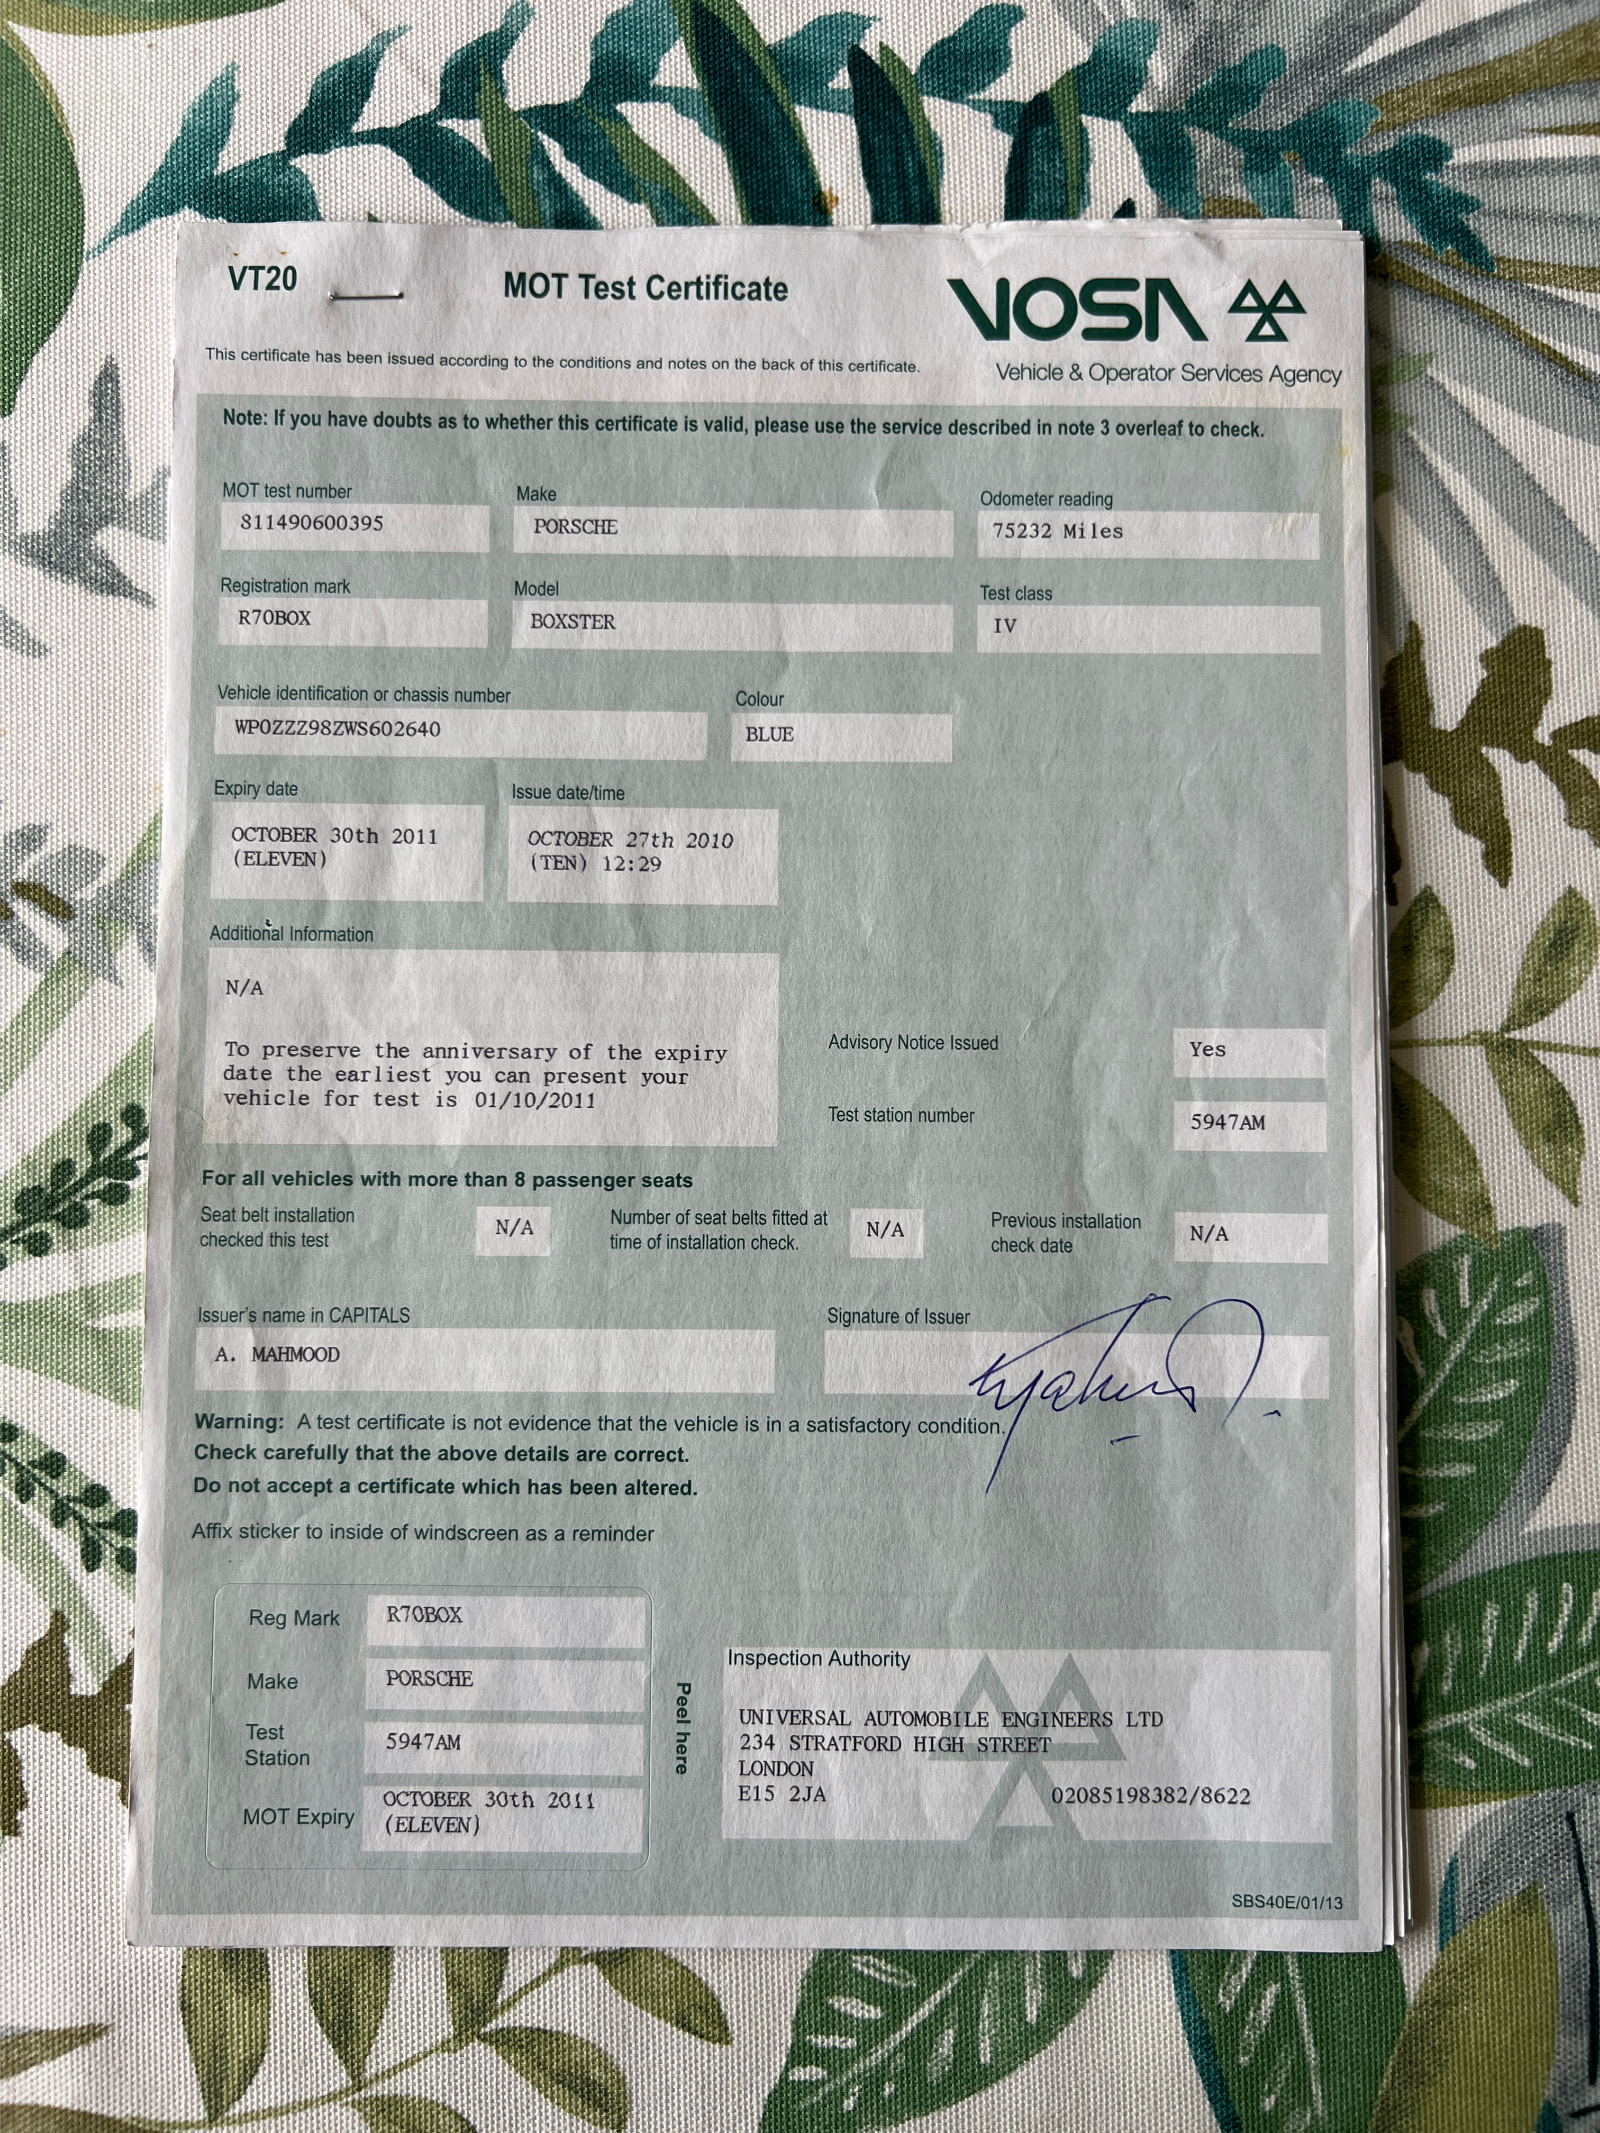 VT20
MOT Test Certificate
VOSA
Vehicle & Operator Services Agency
This certificate has been issued according to the conditions and notes on the back of this certificate.
Note: If you have doubts as to whether this certificate is valid, please use the service described in note 3 overleaf to check.
MOT test number
811490600395
Make
PORSCHE
Odometer reading
75232 Miles
Registration mark
R70BOX
Model
BOXSTER
Test class
IV
Vehicle identification or chassis number
WP0ZZZ98ZWS602640
Colour
BLUE
Expiry date
OCTOBER 30th 2011
(ELEVEN)
Issue date/time
OCTOBER 27th 2010
(TEN) 12:29
Additional Information
N/A
To preserve the anniversary of the expiry
date the earliest you can present your
vehicle for test is 01/10/2011
Advisory Notice Issued
Yes
Test station number
5947AM
For all vehicles with more than 8 passenger seats
Seat belt installation
checked this test
N/A
Number of seat belts fitted at
time of installation check.
N/A
Previous installation
check date
N/A
Issuer's name in CAPITALS
A. MAHMOOD
Signature of Issuer
Warning: A test certificate is not evidence that the vehicle is in a satisfactory condition.
Check carefully that the above details are correct.
Do not accept a certificate which has been altered.
Affix sticker to inside of windscreen as a reminder
Reg Mark
R70BOX
Make
PORSCHE
Test
Station
5947AM
MOT Expiry
OCTOBER 30th 2011
(ELEVEN)
Peel here
Inspection Authority
UNIVERSAL AUTOMOBILE ENGINEERS LTD
234 STRATFORD HIGH STREET
LONDON
E15 2JA
02085198382/8622
SBS40E/01/13